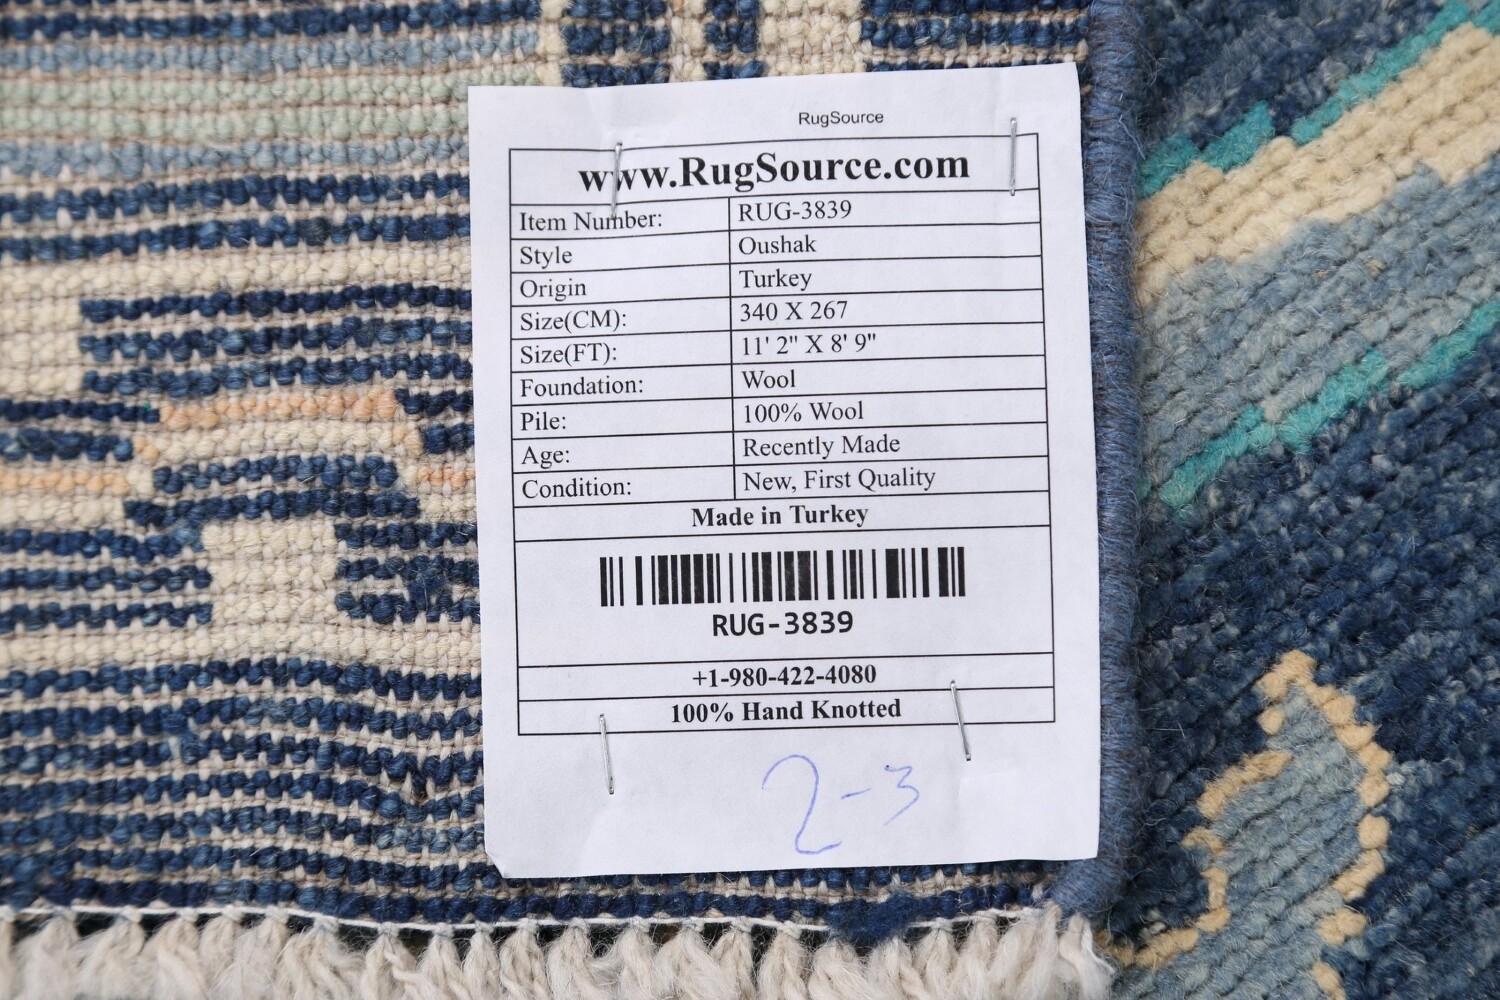 RugSource
www.RugSource.com
Item Number: RUG-3839
Style Oushak
Origin Turkey
Size(CM): 340 X 267
Size(FT): 11' 2" X 8' 9"
Foundation: Wool
Pile: 100% Wool
Age: Recently Made
Condition: New, First Quality
Made in Turkey
RUG-3839
+1-980-422-4080
100% Hand Knotted
2-3